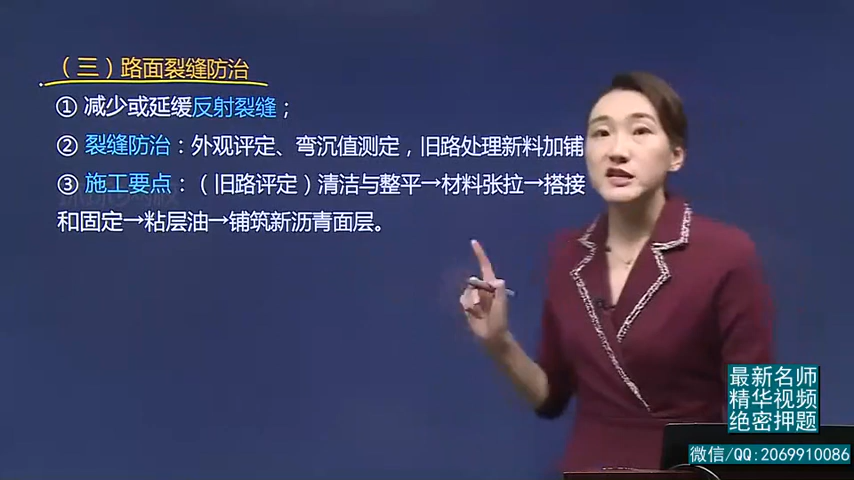 （三）路面裂缝防治
① 减少或延缓反射裂缝；
② 裂缝防治：外观评定、弯沉值测定，旧路处理新料加铺
③ 施工要点：（旧路评定）清洁与整平→材料张拉→搭接
和固定→粘层油→铺筑新沥青面层。
最新名师
精华视频
绝密押题
微信/QQ:2069910086